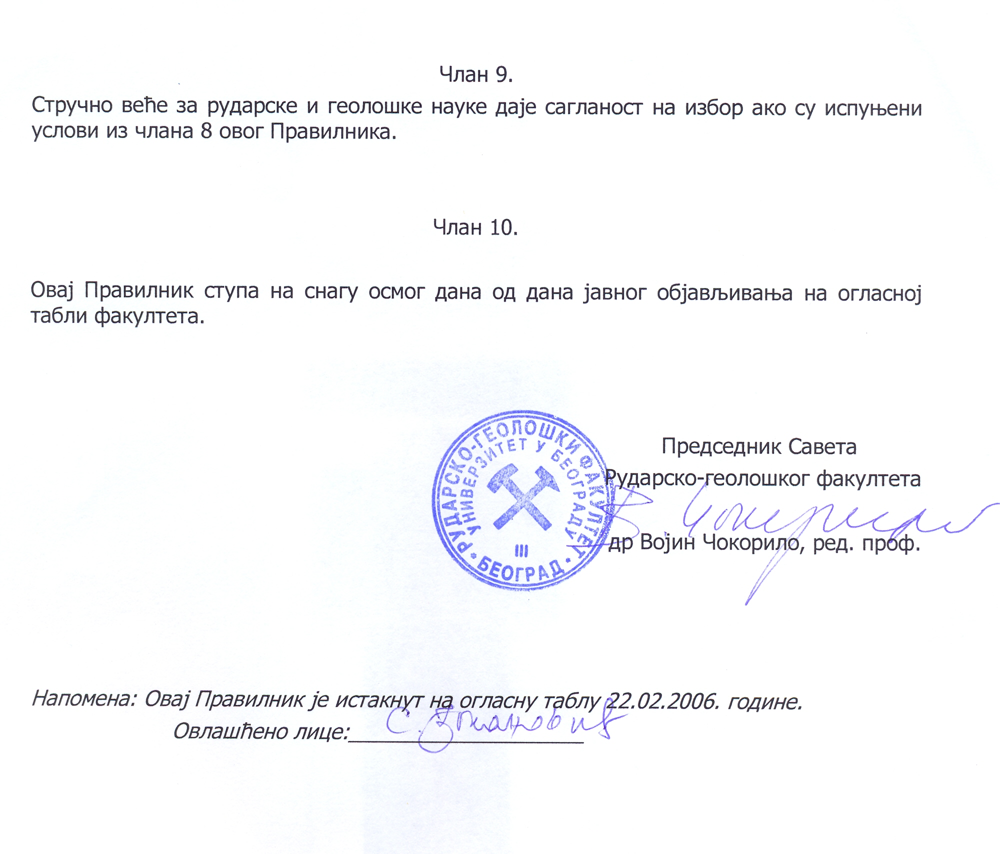 Члан 9.
Стручно веће за рударске и геолошке науке даје сагланост на избор ако су испуњени
услови из члана 8 овог Правилника.
Члан 10.
Овај Правилник ступа на снагу осмог дана од дана јавног објављивања на огласној
табли факултета.
РУДАРСКО-ГЕОЛОШКИ ФАКУЛТЕТ
УНИВЕРЗИТЕТ У БЕОГРАДУ
III
БЕОГРАД
Председник Савета
Рударско-геолошког факултета
В. Чокорило
др Војин Чокорило, ред. проф.
Напомена: Овај Правилник је истакнут на огласну таблу 22.02.2006. године.
Овлашћено лице: